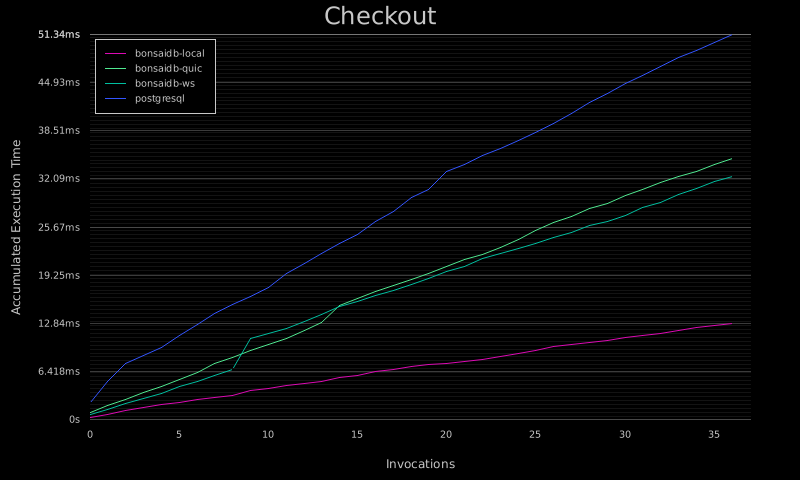 Checkout
51.34ms
bonsaidb-local
bonsaidb-quic
bonsaidb-ws
postgresql
44.93ms
38.51ms
32.09ms
25.67ms
19.25ms
12.84ms
6.418ms
0s
Accumulated Execution Time
0 5 10 15 20 25 30 35
Invocations